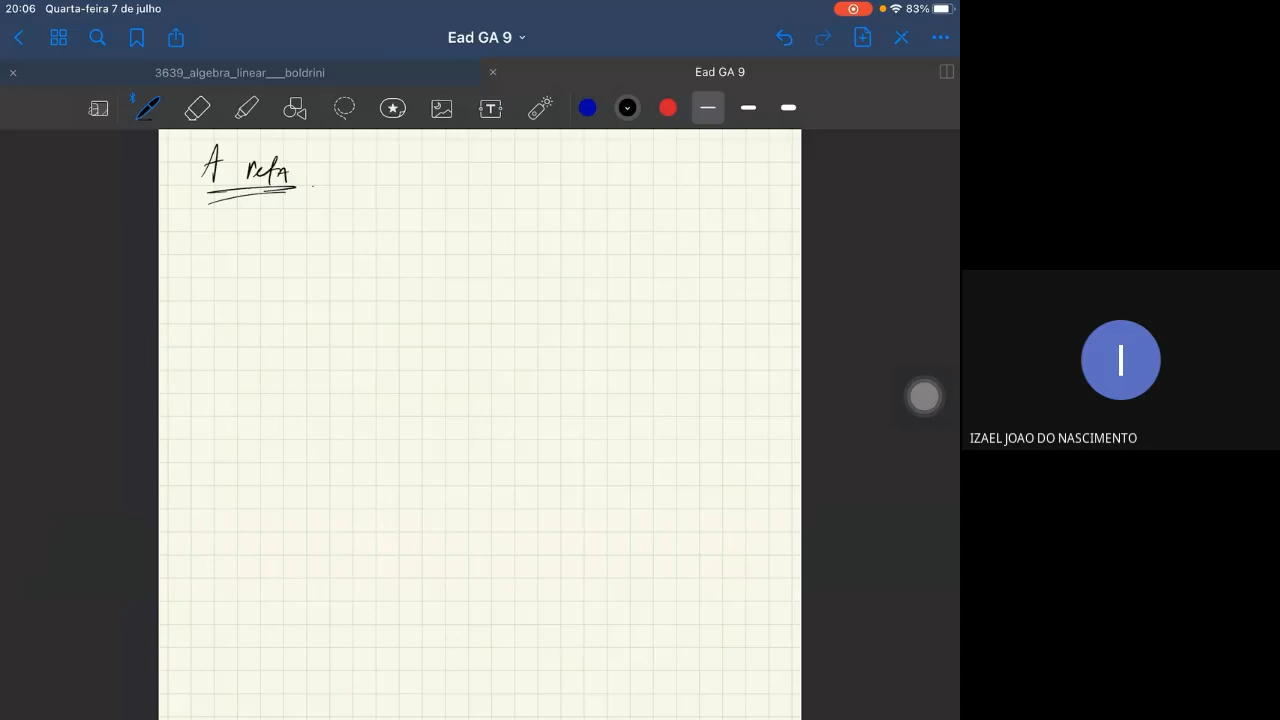 20:06 Quarta-feira 7 de julho 83%
Ead GA 9
3639_algebra_linear___boldrini
Ead GA 9
A reta
I
IZAEL JOAO DO NASCIMENTO